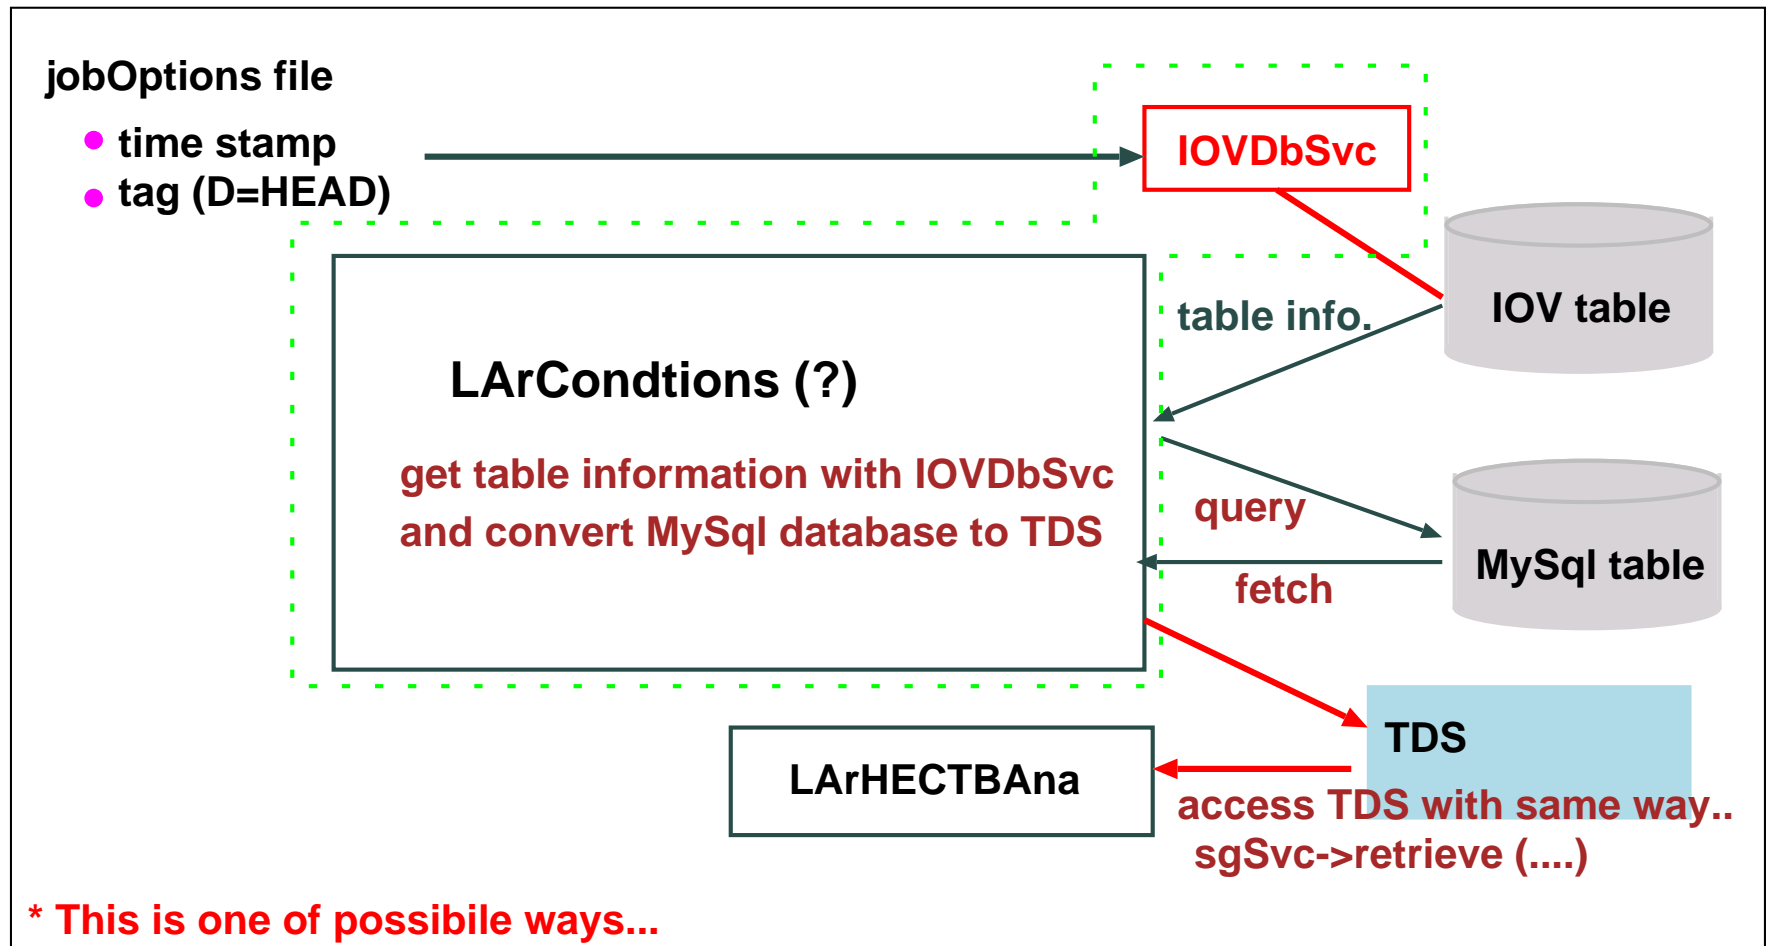 jobOptions file
time stamp
tag (D=HEAD)
IOVDbSvc
IOV table
table info.
LArCondtions (?)
get table information with IOVDbSvc
and convert MySql database to TDS
query
MySql table
fetch
TDS
LArHECTBAna
access TDS with same way..
sgSvc->retrieve (....)
* This is one of possibile ways...